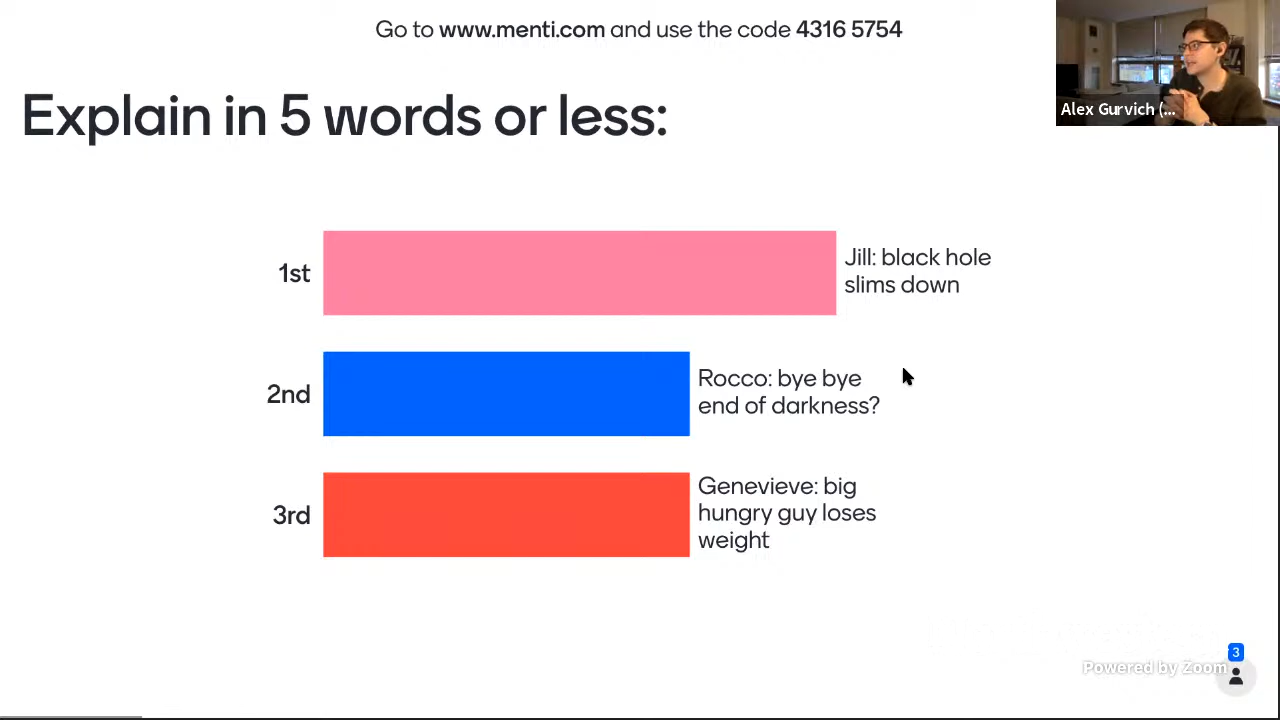 Go to www.menti.com and use the code 4316 5754
Alex Gurvich (...
Explain in 5 words or less:
1st
Jill: black hole
slims down
2nd
Rocco: bye bye
end of darkness?
3rd
Genevieve: big
hungry guy loses
weight
3
Powered by Zoom